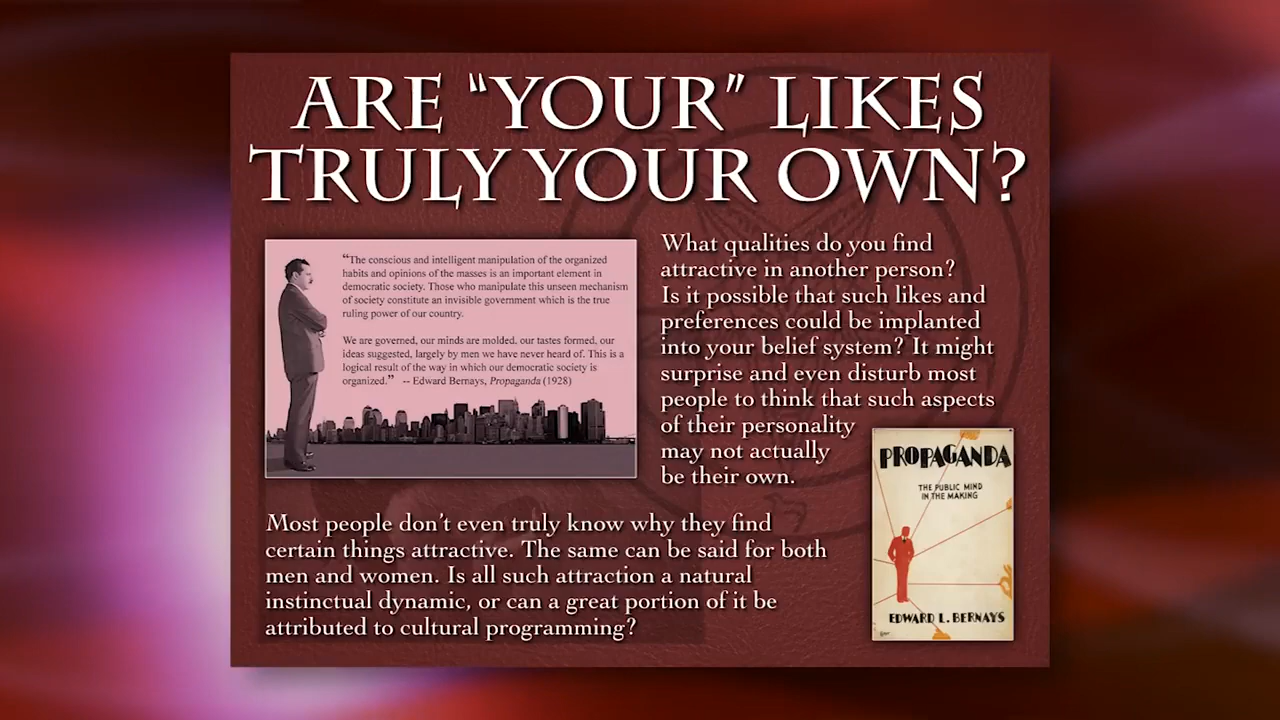 ARE “YOUR” LIKES
TRULY YOUR OWN?
“The conscious and intelligent manipulation of the organized
habits and opinions of the masses is an important element in
democratic society. Those who manipulate this unseen mechanism
of society constitute an invisible government which is the true
ruling power of our country.
We are governed, our minds are molded, our tastes formed, our
ideas suggested, largely by men we have never heard of. This is a
logical result of the way in which our democratic society is
organized.” -- Edward Bernays, Propaganda (1928)
What qualities do you find
attractive in another person?
Is it possible that such likes and
preferences could be implanted
into your belief system? It might
surprise and even disturb most
people to think that such aspects
of their personality
may not actually
be their own.
PROPAGANDA
THE PUBLIC MIND
IN THE MAKING
EDWARD L. BERNAYS
Most people don’t even truly know why they find
certain things attractive. The same can be said for both
men and women. Is all such attraction a natural
instinctual dynamic, or can a great portion of it be
attributed to cultural programming?